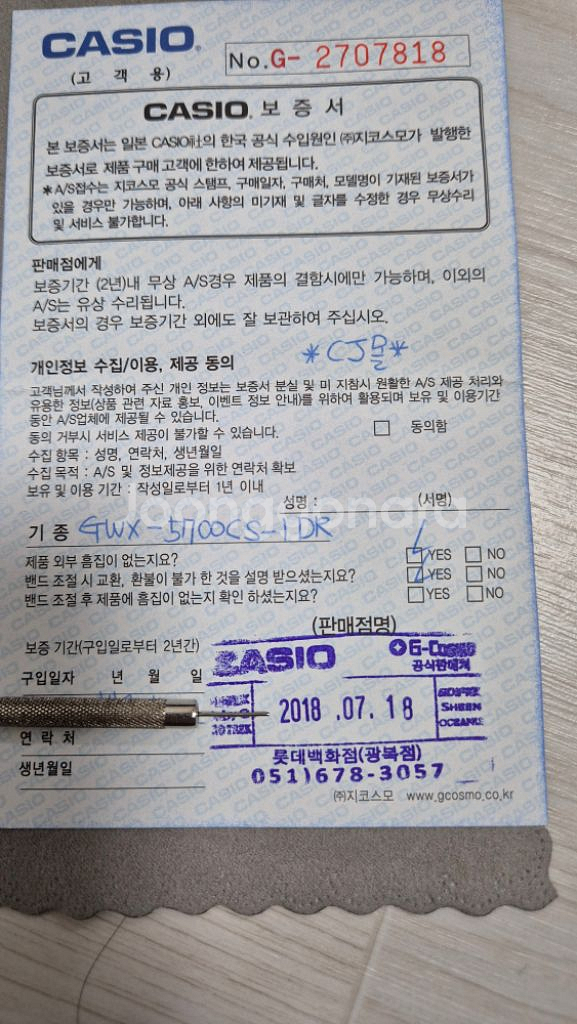 CASIO®
(고 객 용)
No.G- 2707818
CASIO. 보 증 서
본 보증서는 일본 CASIO社의 한국 공식 수입원인 ㈜지코스모가 발행한
보증서로 제품 구매 고객에 한하여 제공됩니다.
*A/S접수는 지코스모 공식 스탬프, 구매일자, 구매처, 모델명이 기재된 보증서가
있을 경우만 가능하며, 아래 사항의 미기재 및 글자를 수정한 경우 무상수리
및 서비스 불가합니다.
판매점에게
보증기간 (2년)내 무상 A/S경우 제품의 결함시에만 가능하며, 이외의
A/S는 유상 수리됩니다.
보증서의 경우 보증기간 외에도 잘 보관하여 주십시오.
개인정보 수집/이용, 제공 동의
*CJ몰*
고객님께서 작성하여 주신 개인 정보는 보증서 분실 및 미 지참시 원활한 A/S 제공 처리와
유용한 정보(상품 관련 자료 홍보, 이벤트 정보 안내)를 위하여 활용되며 보유 및 이용기간
동안 A/S업체에 제공될 수 있습니다.
동의 거부시 서비스 제공이 불가할 수 있습니다.
□ 동의함
수집 항목 : 성명, 연락처, 생년월일
수집 목적 : A/S 및 정보제공을 위한 연락처 확보
보유 및 이용 기간 : 작성일로부터 1년 이내
성명 : (서명)
Joongonara
기 종 GWX-5700CS-1DR
제품 외부 흠집이 없는지요? □YES □NO
밴드 조절 시 교환, 환불이 불가 한 것을 설명 받으셨는지요? □YES □NO
밴드 조절 후 제품에 흠집이 없는지 확인 하셨는지요? □YES □NO
(판매점명)
보증 기간(구입일로부터 2년간)
구입일자 년 월 일
CASIO G-Cosmo
공식판매처
2018 .07. 18
SHEEN
OCEANUS
연 락 처
생년월일
롯데백화점(광복점)
051)678-3057
㈜지코스모 www.gcosmo.co.kr